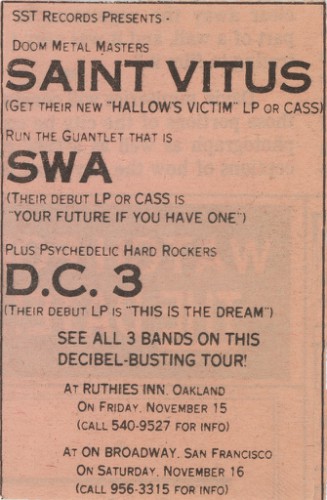 SST RECORDS PRESENTS -
DOOM METAL MASTERS
SAINT VITUS
(GET THEIR NEW "HALLOW'S VICTIM" LP OR CASS)
RUN THE GUANTLET THAT IS
SWA
(THEIR DEBUT LP OR CASS IS
"YOUR FUTURE IF YOU HAVE ONE")
PLUS PSYCHEDELIC HARD ROCKERS
D.C. 3
(THEIR DEBUT LP IS "THIS IS THE DREAM")
SEE ALL 3 BANDS ON THIS
DECIBEL-BUSTING TOUR!
AT RUTHIES INN, OAKLAND
ON FRIDAY, NOVEMBER 15
(CALL 540-9527 FOR INFO)
AT ON BROADWAY, SAN FRANCISCO
ON SATURDAY, NOVEMBER 16
(CALL 956-3315 FOR INFO)